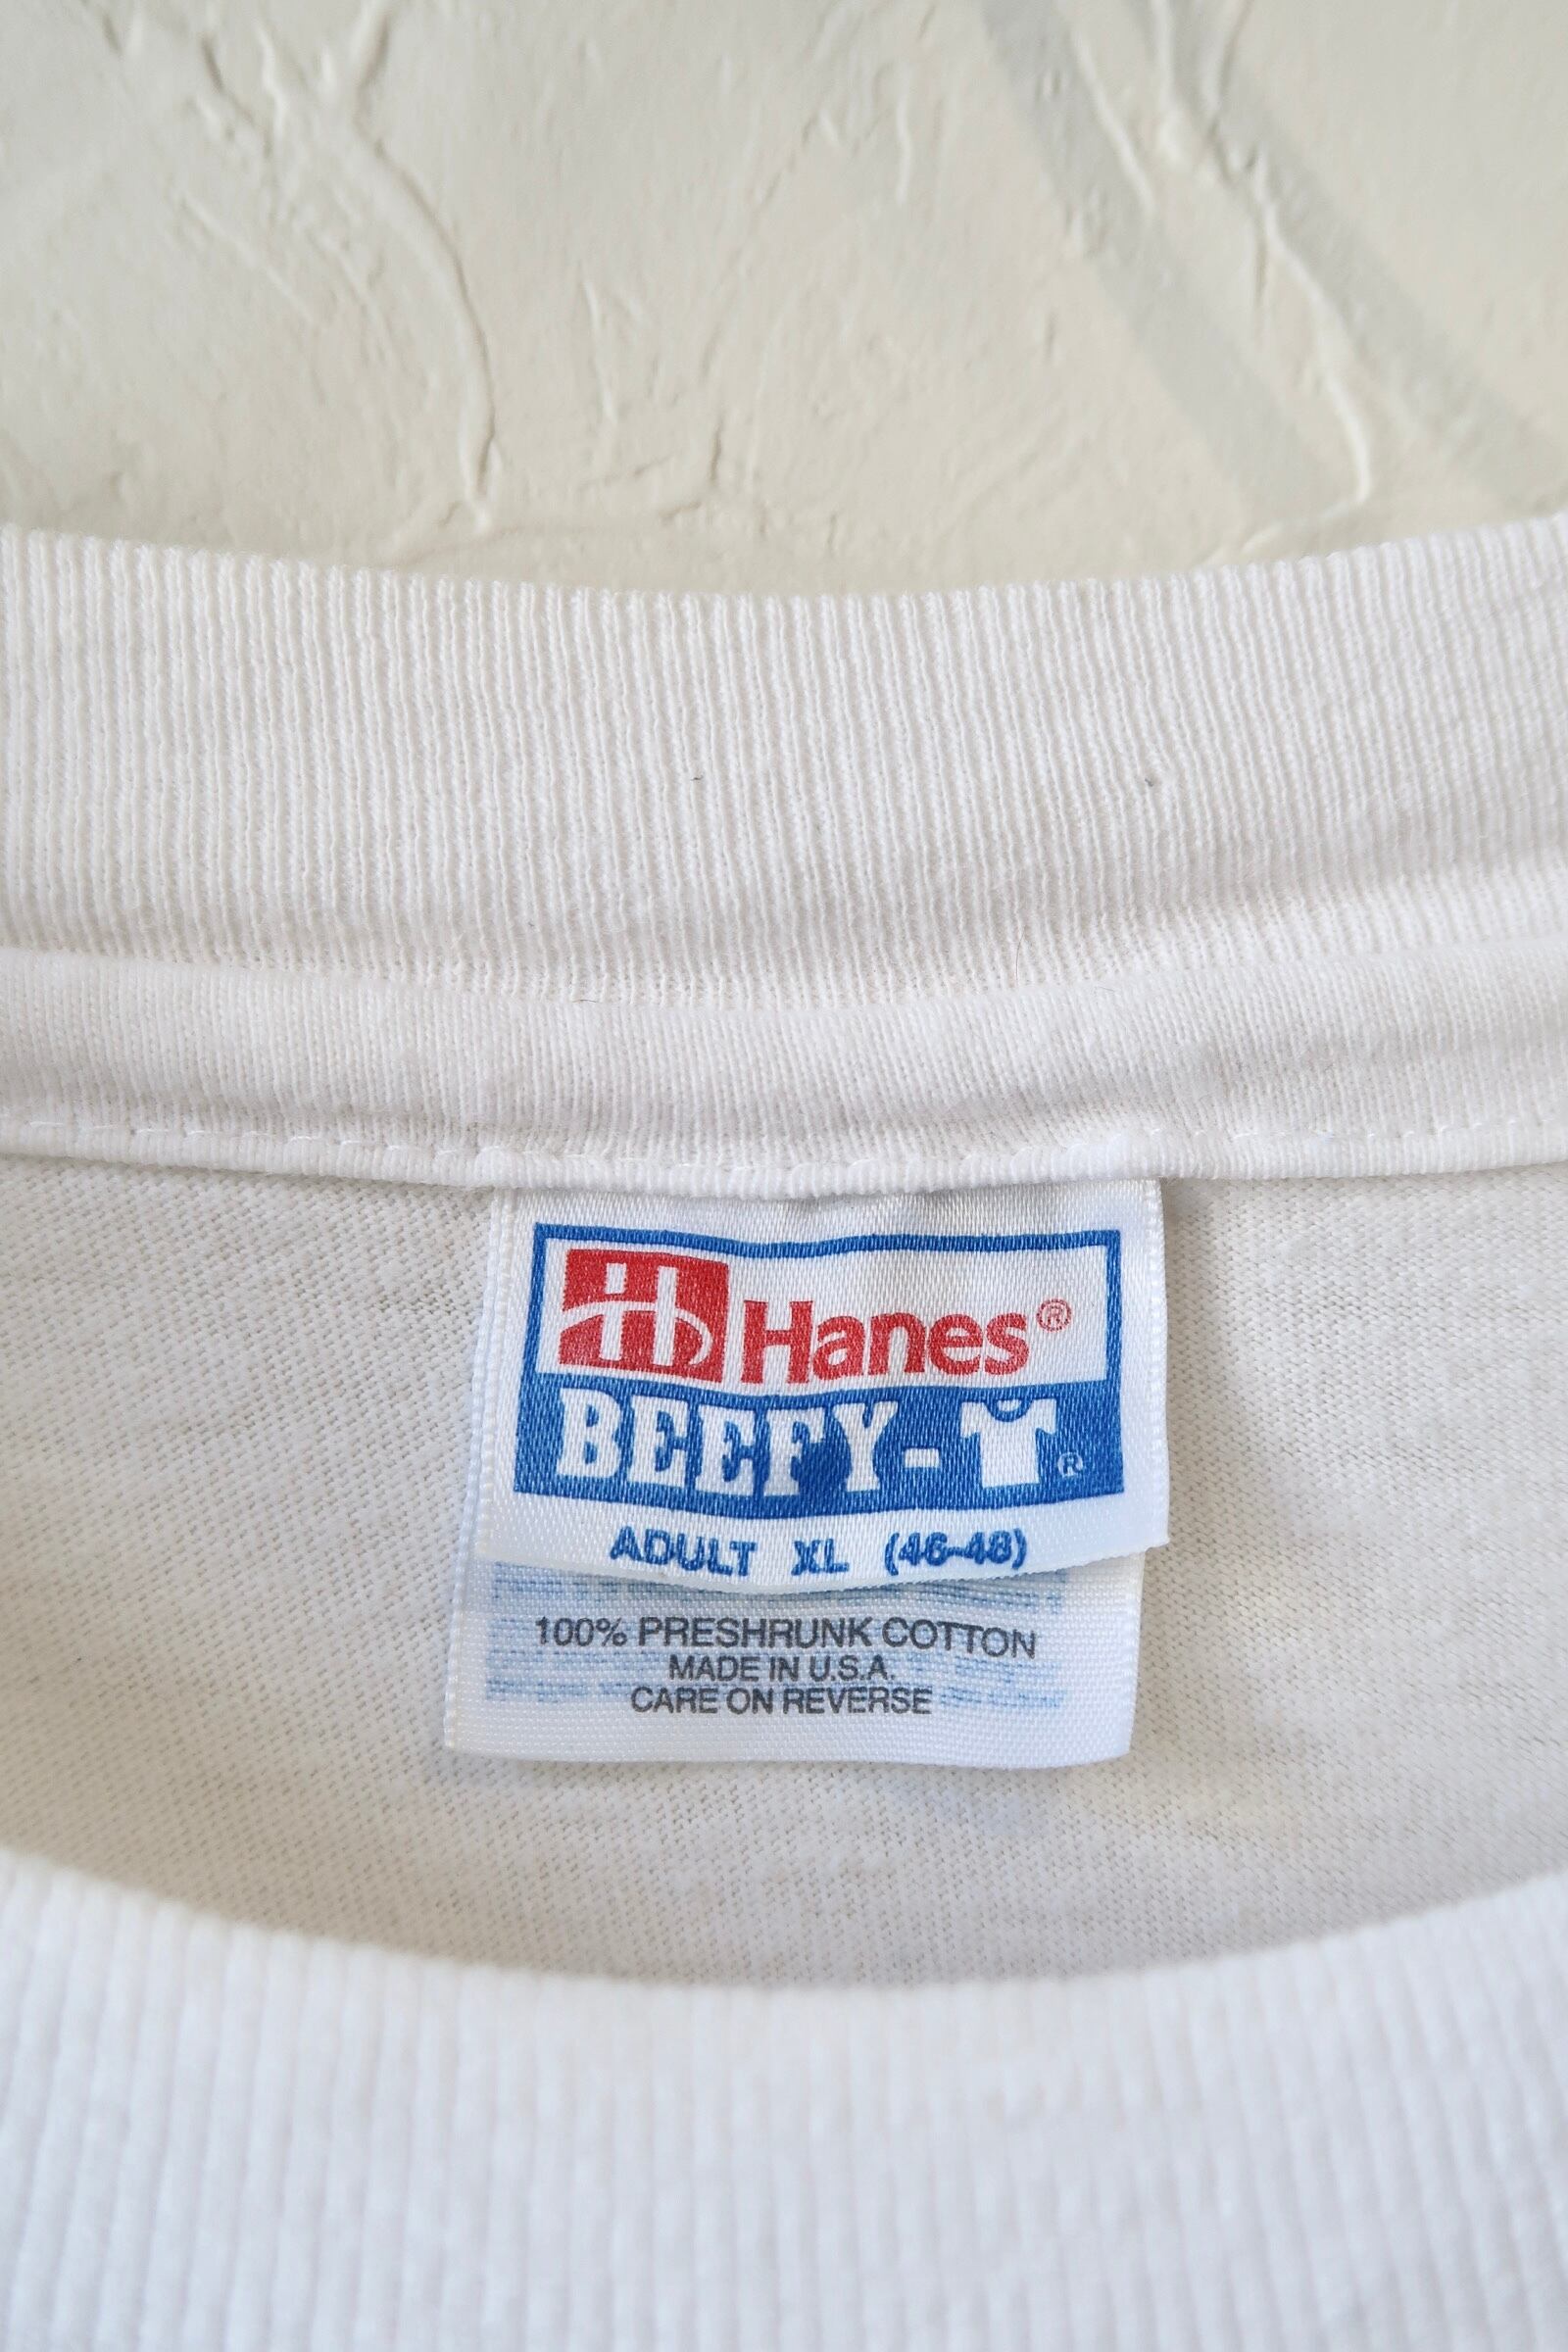 Hanes®
BEEFY-T®
ADULT XL (46-48)
100% PRESHRUNK COTTON
MADE IN U.S.A.
CARE ON REVERSE